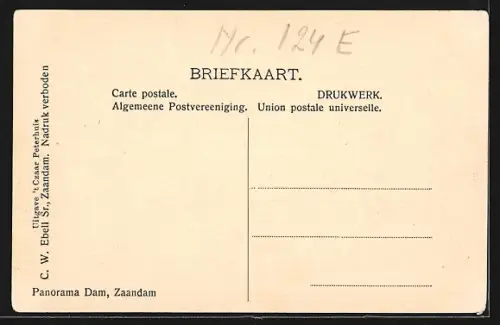 Nr. 124 E
BRIEFKAART.
Carte postale. DRUKWERK.
Algemeene Postvereeniging. Union postale universelle.
Uitgave 't Czaar Peterhuis
C. W. Ebell Sr., Zaandam. Nadruk verboden
Panorama Dam, Zaandam